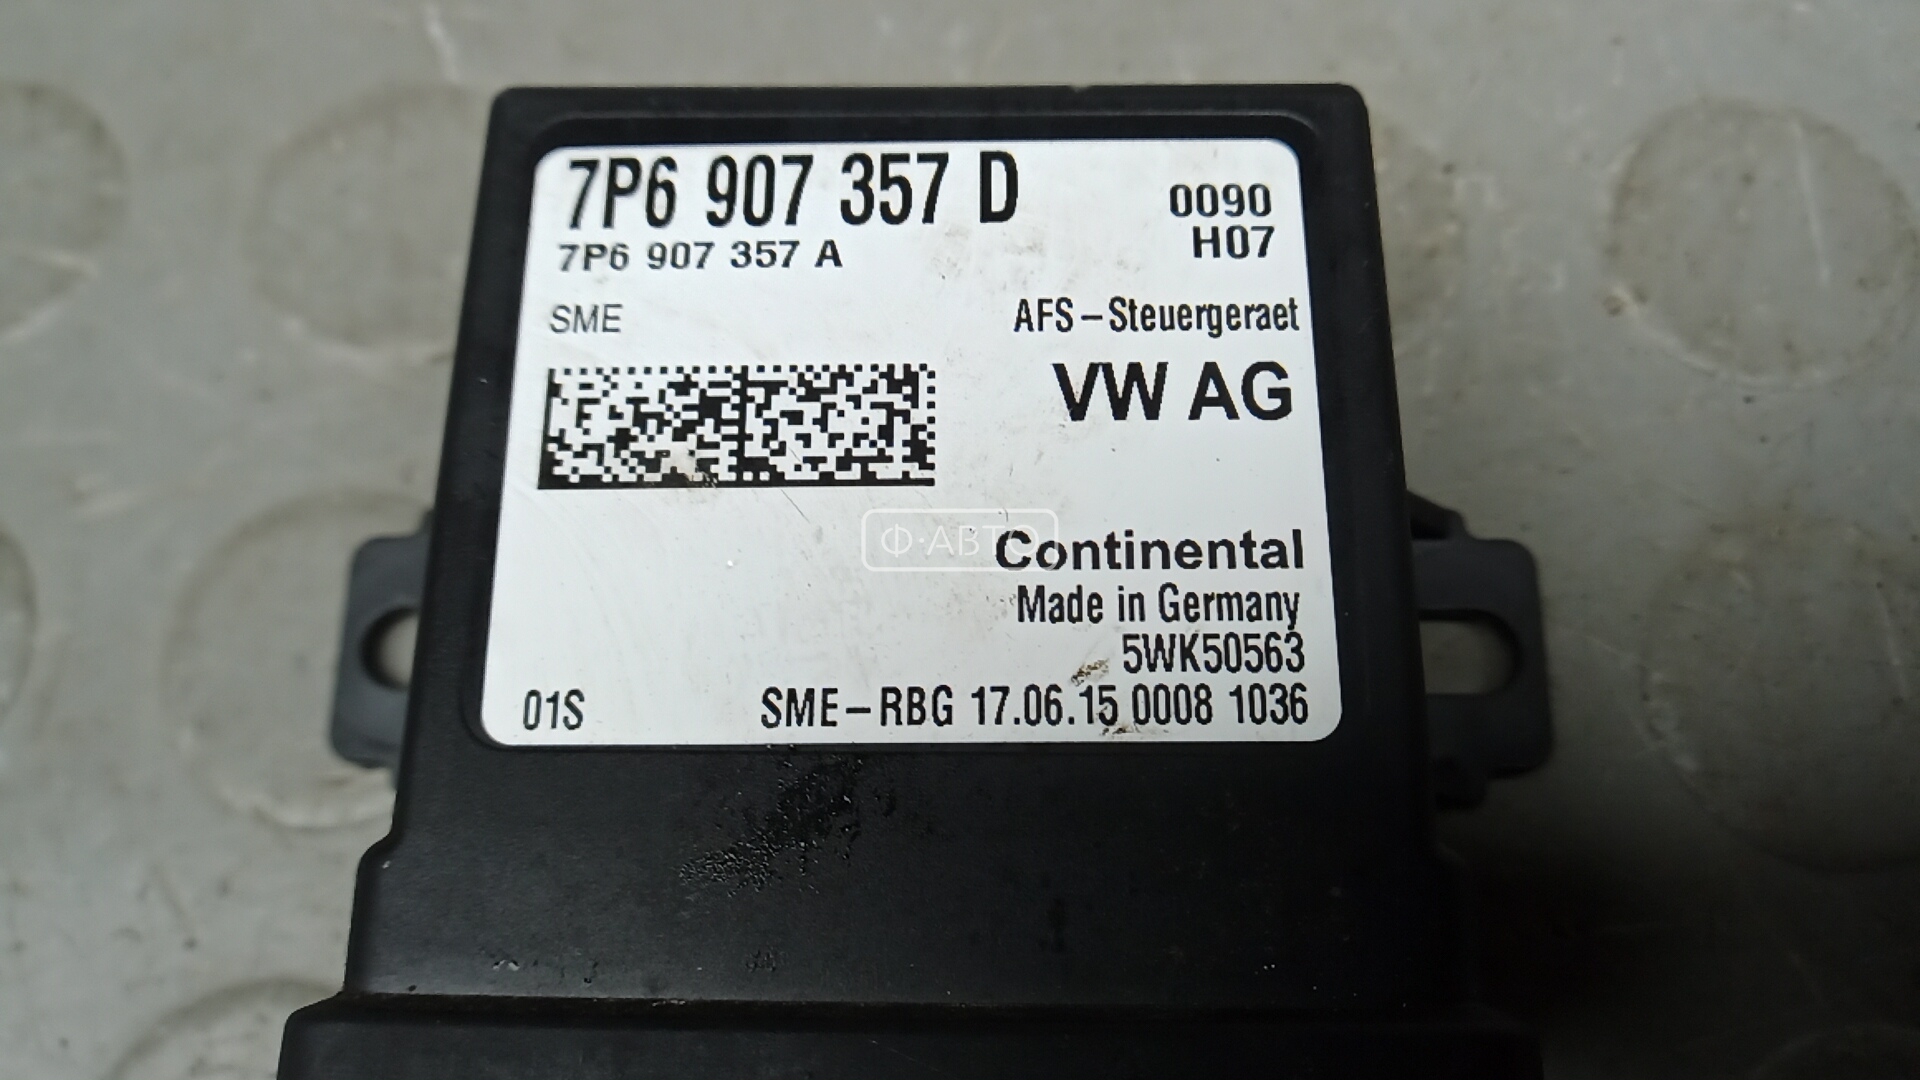 7P6 907 357 D
0090
7P6 907 357 A
H07
SME
AFS-Steuergeraet
VW AG
Ф·АВТО
Continental
Made in Germany
5WK50563
01S
SME-RBG 17.06.15 0008 1036